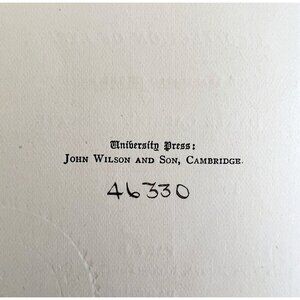 University Press:
JOHN WILSON AND SON, CAMBRIDGE.
46330